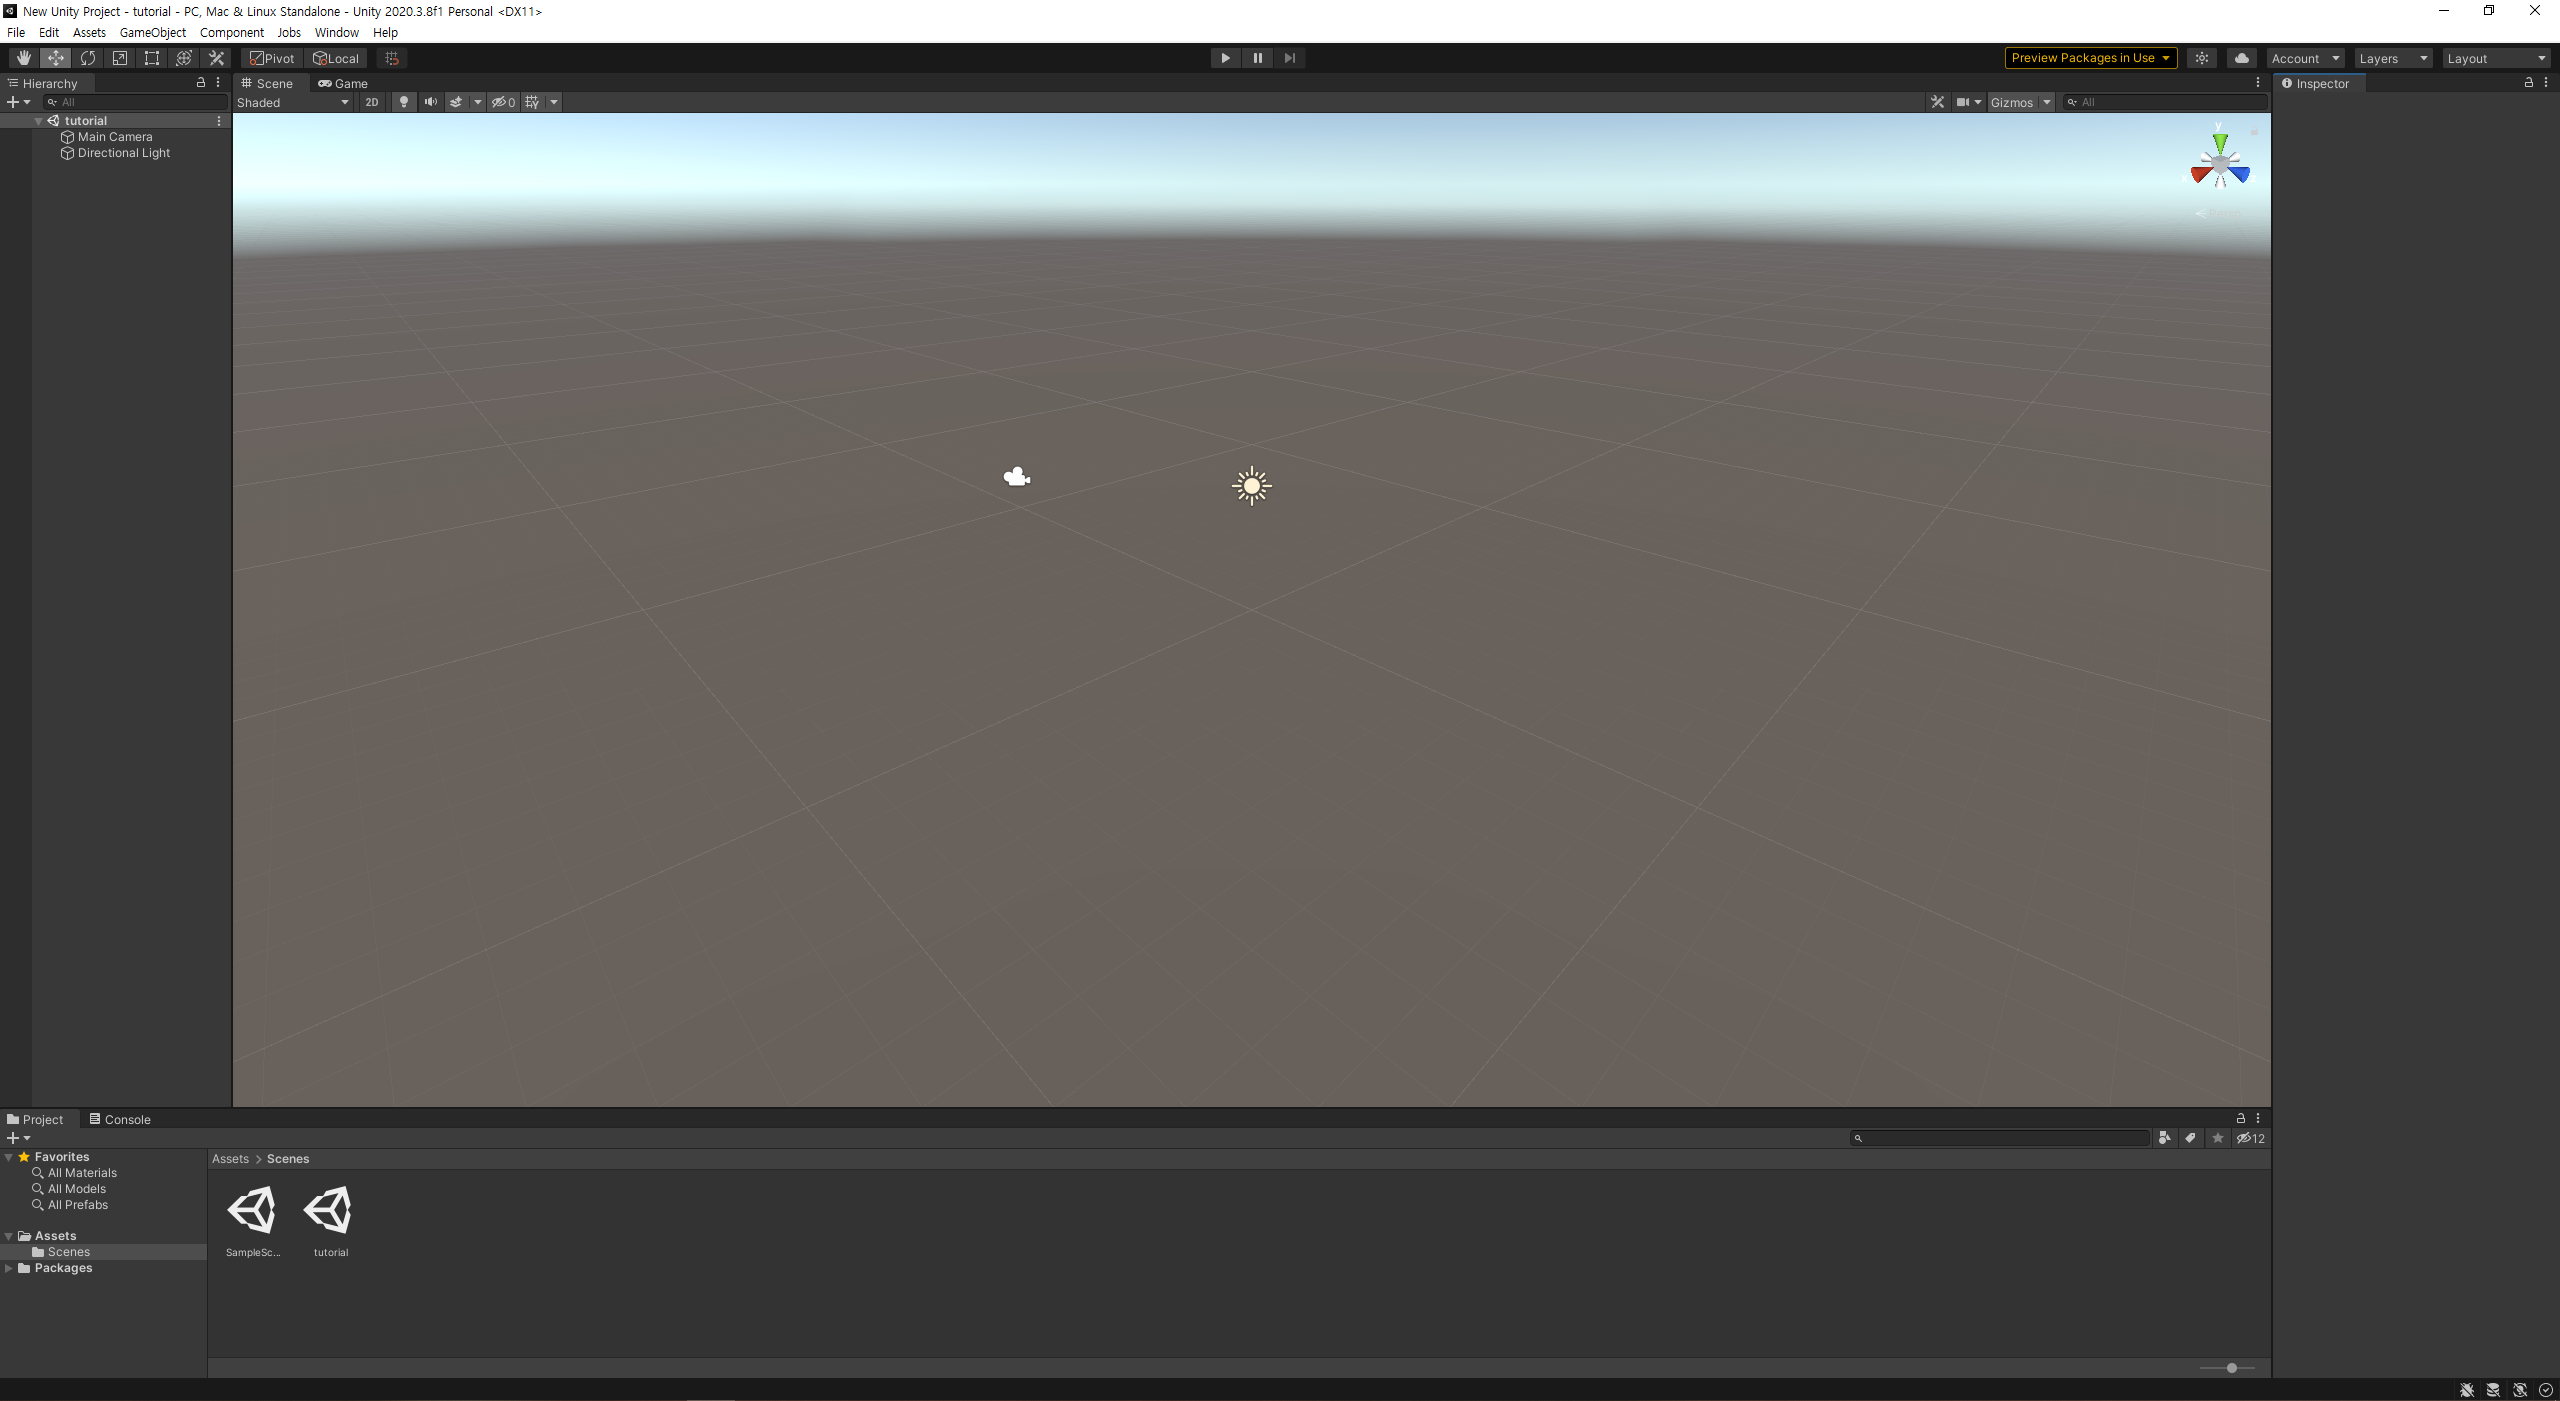 New Unity Project - tutorial - PC, Mac & Linux Standalone - Unity 2020.3.8f1 Personal <DX11>
File Edit Assets GameObject Component Jobs Window Help
Pivot Local Preview Packages in Use Account Layers Layout
Hierarchy
Scene Game
Inspector
All
Shaded 2D 0 Gizmos All
tutorial
Main Camera
Directional Light
y
Project Console
12
Favorites
All Materials
All Models
All Prefabs
Assets
Scenes
Packages
Assets > Scenes
SampleSc...
tutorial